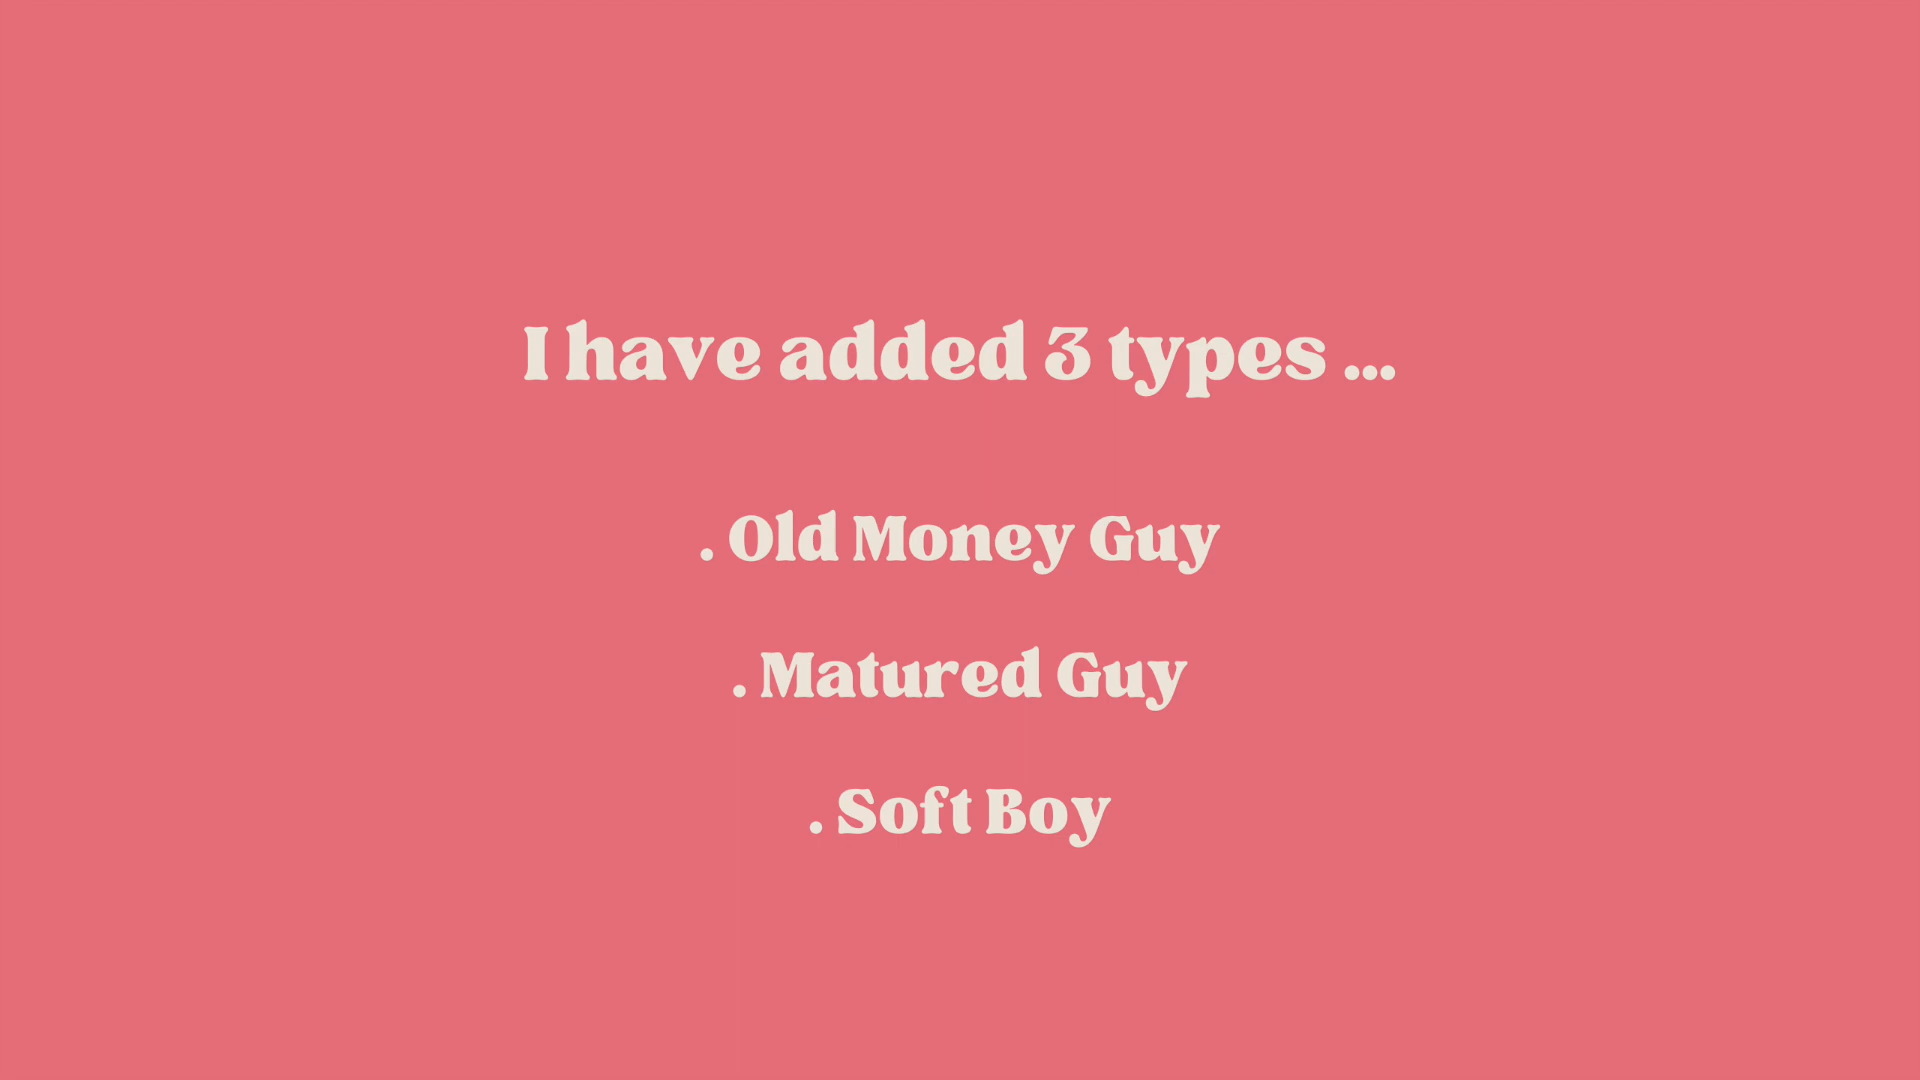 I have added 3 types ...
. Old Money Guy
. Matured Guy
. Soft Boy